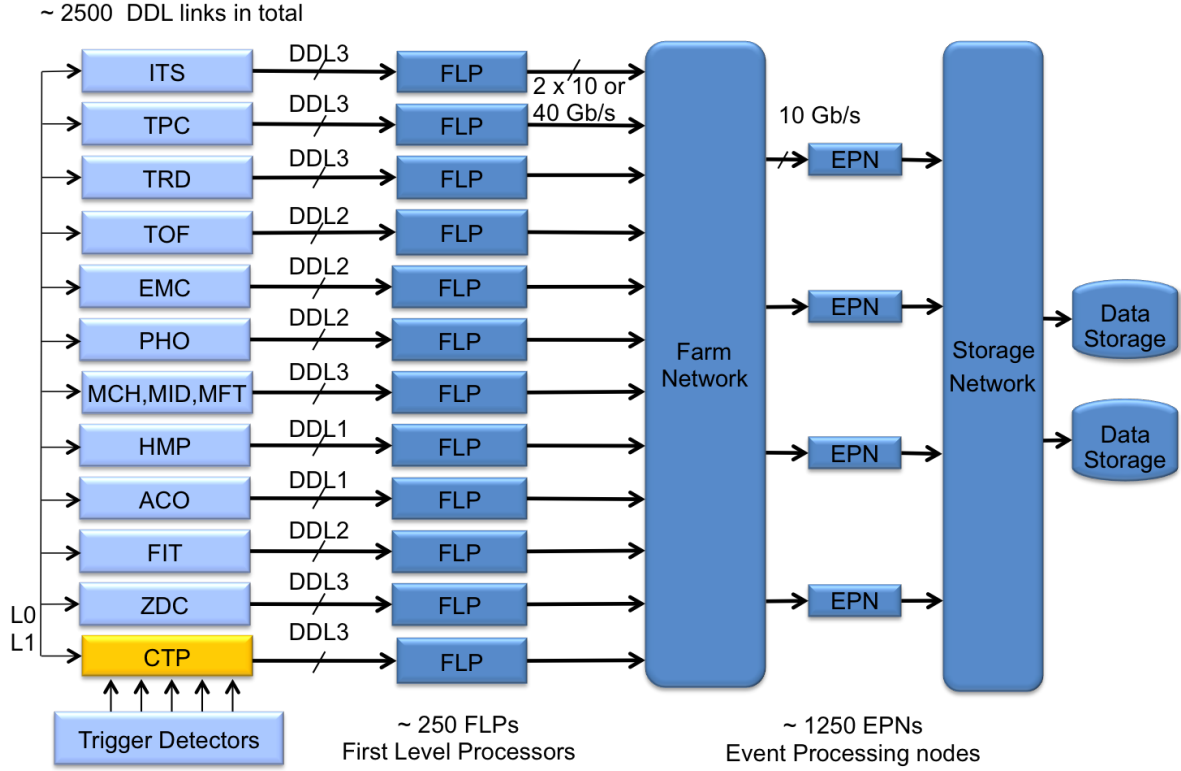 ~ 2500 DDL links in total
ITS
DDL3
FLP
2 x 10 or
40 Gb/s
TPC
DDL3
FLP
TRD
DDL3
FLP
TOF
DDL2
FLP
EMC
DDL2
FLP
PHO
DDL2
FLP
MCH,MID,MFT
DDL3
FLP
HMP
DDL1
FLP
ACO
DDL1
FLP
FIT
DDL2
FLP
ZDC
DDL3
FLP
L0
L1
CTP
DDL3
FLP
Trigger Detectors
~ 250 FLPs
First Level Processors
Farm
Network
10 Gb/s
EPN
EPN
EPN
EPN
~ 1250 EPNs
Event Processing nodes
Storage
Network
Data
Storage
Data
Storage